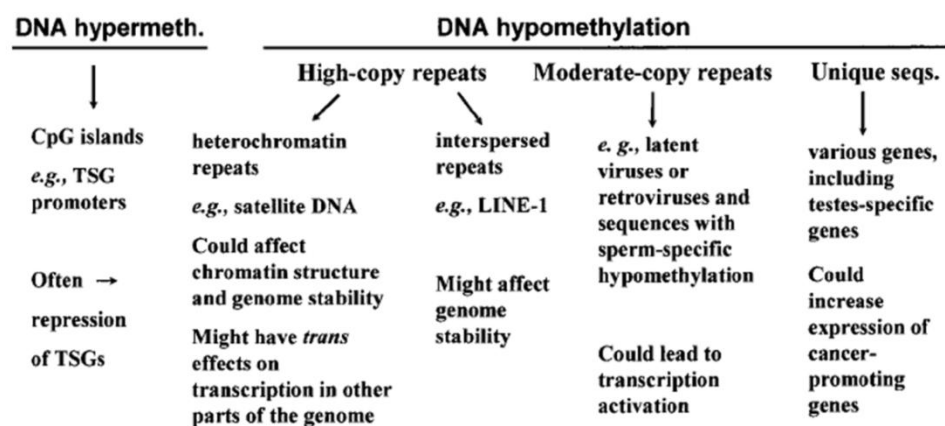 DNA hypermeth.
DNA hypomethylation
High-copy repeats
Moderate-copy repeats
Unique seqs.
CpG islands
e.g., TSG
promoters
Often →
repression
of TSGs
heterochromatin
repeats
e.g., satellite DNA
Could affect
chromatin structure
and genome stability
Might have trans
effects on
transcription in other
parts of the genome
interspersed
repeats
e.g., LINE-1
Might affect
genome
stability
e. g., latent
viruses or
retroviruses and
sequences with
sperm-specific
hypomethylation
Could lead to
transcription
activation
various genes,
including
testes-specific
genes
Could
increase
expression of
cancer-
promoting
genes